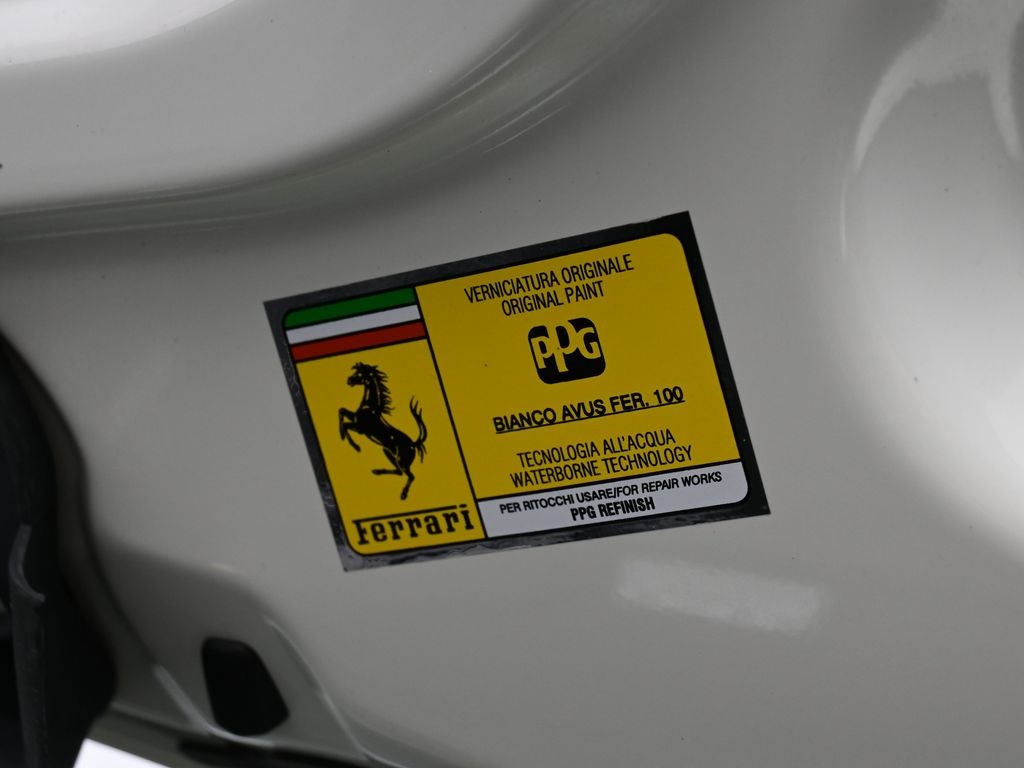 VERNICIATURA ORIGINALE
ORIGINAL PAINT
PPG
BIANCO AVUS FER. 100
TECNOLOGIA ALL'ACQUA
WATERBORNE TECHNOLOGY
PER RITOCCHI USARE/FOR REPAIR WORKS
PPG REFINISH
Ferrari